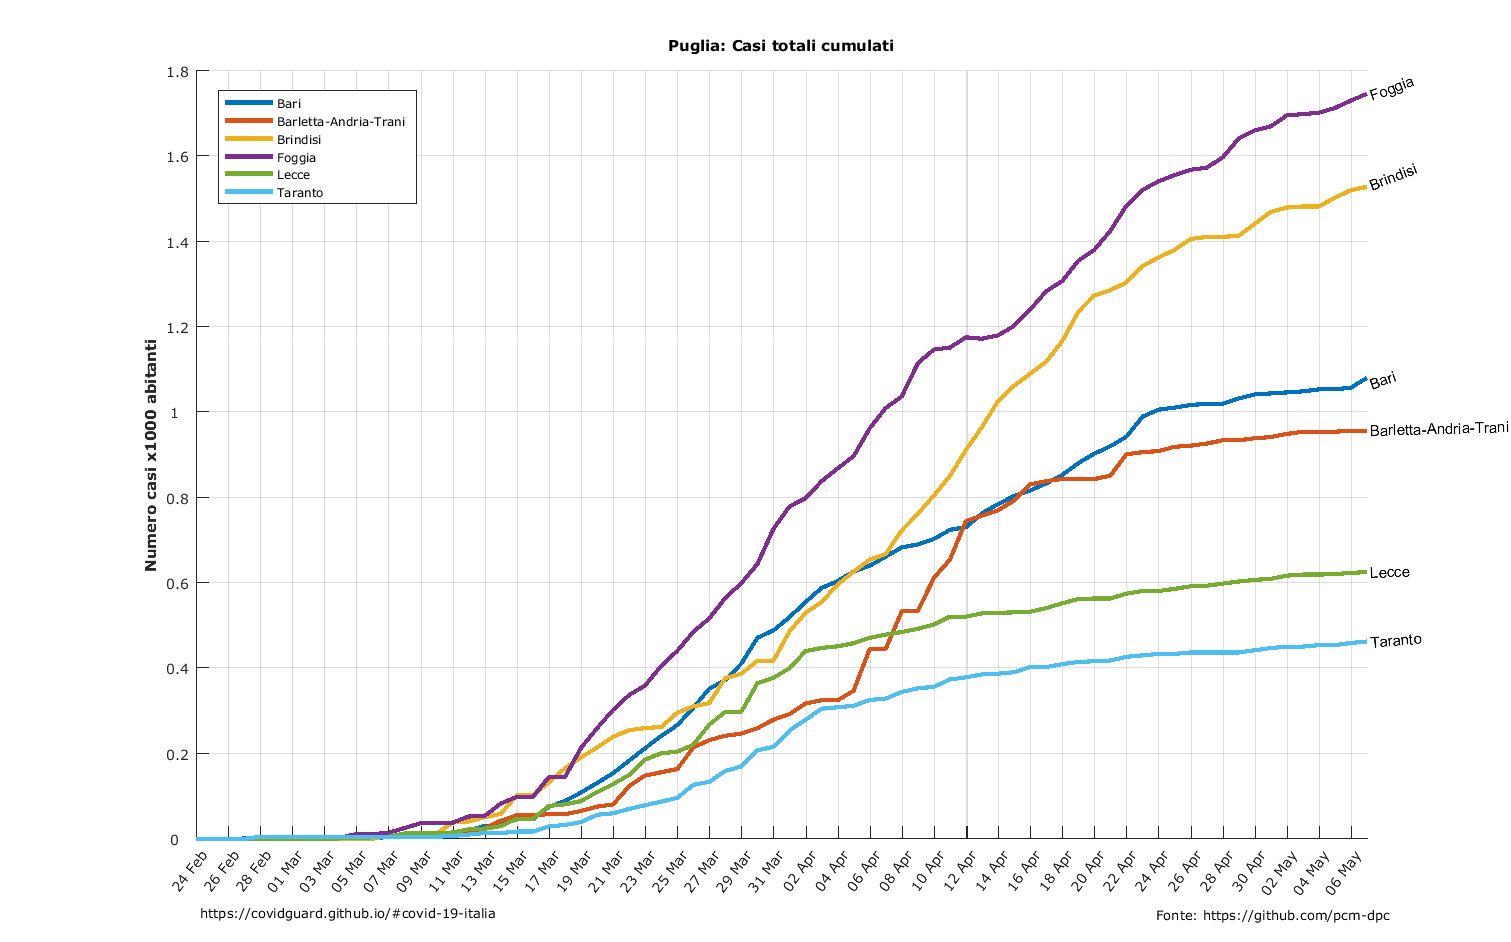 Puglia: Casi totali cumulati
Bari
Barletta-Andria-Trani
Brindisi
Foggia
Lecce
Taranto
Numero casi x1000 abitanti
1.8
1.6
1.4
1.2
1
0.8
0.6
0.4
0.2
0
Foggia
Brindisi
Bari
Barletta-Andria-Trani
Lecce
Taranto
24 Feb
26 Feb
28 Feb
01 Mar
03 Mar
05 Mar
07 Mar
09 Mar
11 Mar
13 Mar
15 Mar
17 Mar
19 Mar
21 Mar
23 Mar
25 Mar
27 Mar
29 Mar
31 Mar
02 Apr
04 Apr
06 Apr
08 Apr
10 Apr
12 Apr
14 Apr
16 Apr
18 Apr
20 Apr
22 Apr
24 Apr
26 Apr
28 Apr
30 Apr
02 May
04 May
06 May
https://covidguard.github.io/#covid-19-italia
Fonte: https://github.com/pcm-dpc